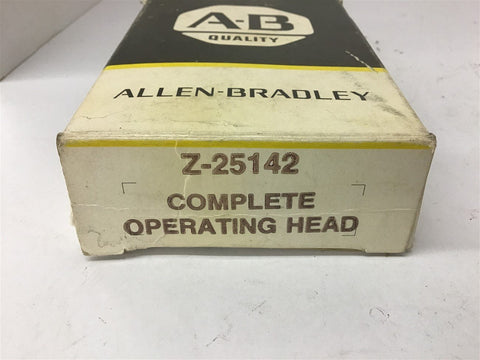 A-B
QUALITY
ALLEN-BRADLEY
Z-25142
COMPLETE
OPERATING HEAD